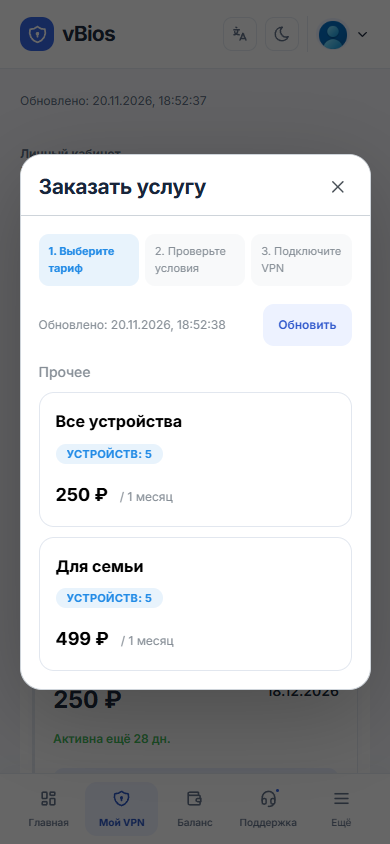 vBios
Обновлено: 20.11.2026, 18:52:37
Личный кабинет
Заказать услугу
1. Выберите тариф
2. Проверьте условия
3. Подключите VPN
Обновлено: 20.11.2026, 18:52:38
Обновить
Прочее
Все устройства
УСТРОЙСТВ: 5
250 ₽ / 1 месяц
Для семьи
УСТРОЙСТВ: 5
499 ₽ / 1 месяц
250 ₽
18.12.2026
Активна ещё 28 дн.
Главная
Мой VPN
Баланс
Поддержка
Ещё